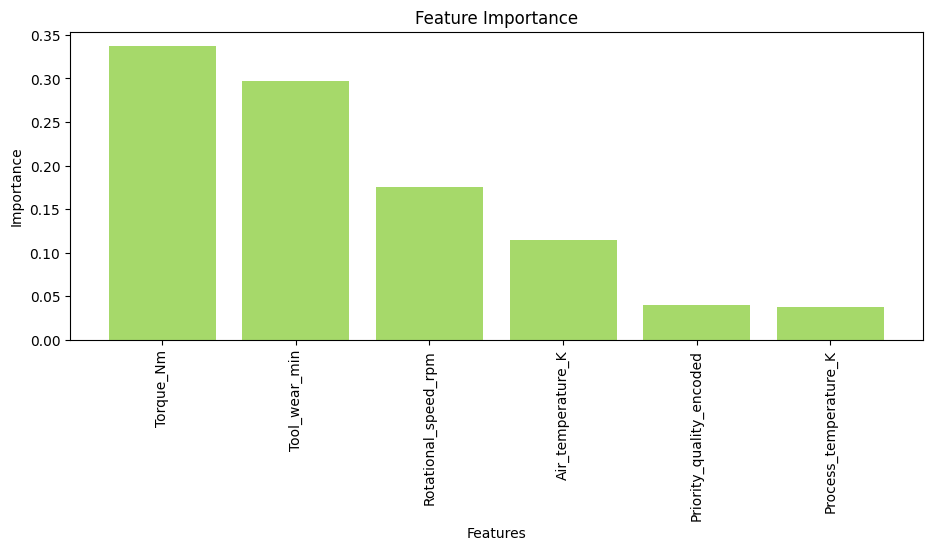 Feature Importance
0.35
0.30
0.25
0.20
0.15
0.10
0.05
0.00
Importance
Torque_Nm
Tool_wear_min
Rotational_speed_rpm
Air_temperature_K
Priority_quality_encoded
Process_temperature_K
Features